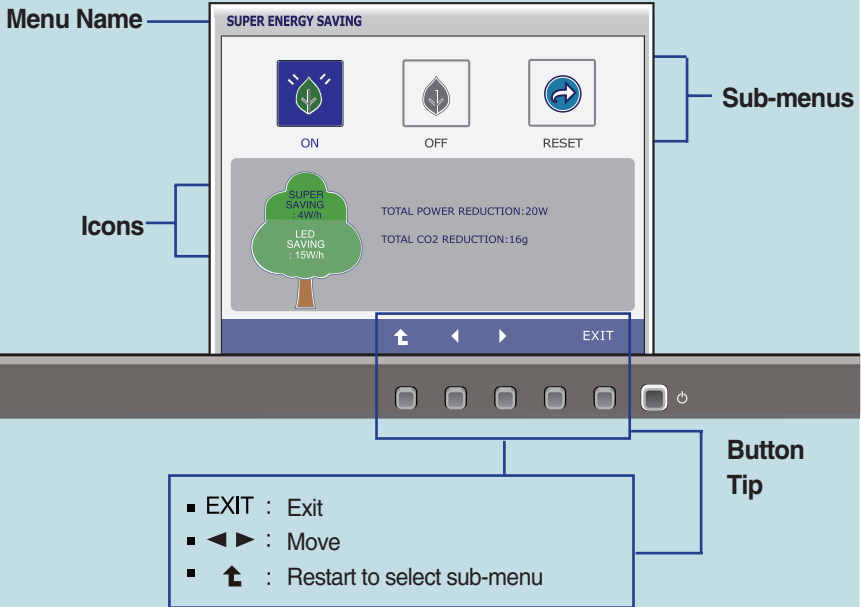 Menu Name
SUPER ENERGY SAVING
ON
OFF
RESET
Sub-menus
Icons
SUPER
SAVING
: 4W/h
LED
SAVING
: 15W/h
TOTAL POWER REDUCTION:20W
TOTAL CO2 REDUCTION:16g
EXIT
Button
Tip
▪ EXIT : Exit
▪ ◄ ► : Move
▪ ⮤ : Restart to select sub-menu